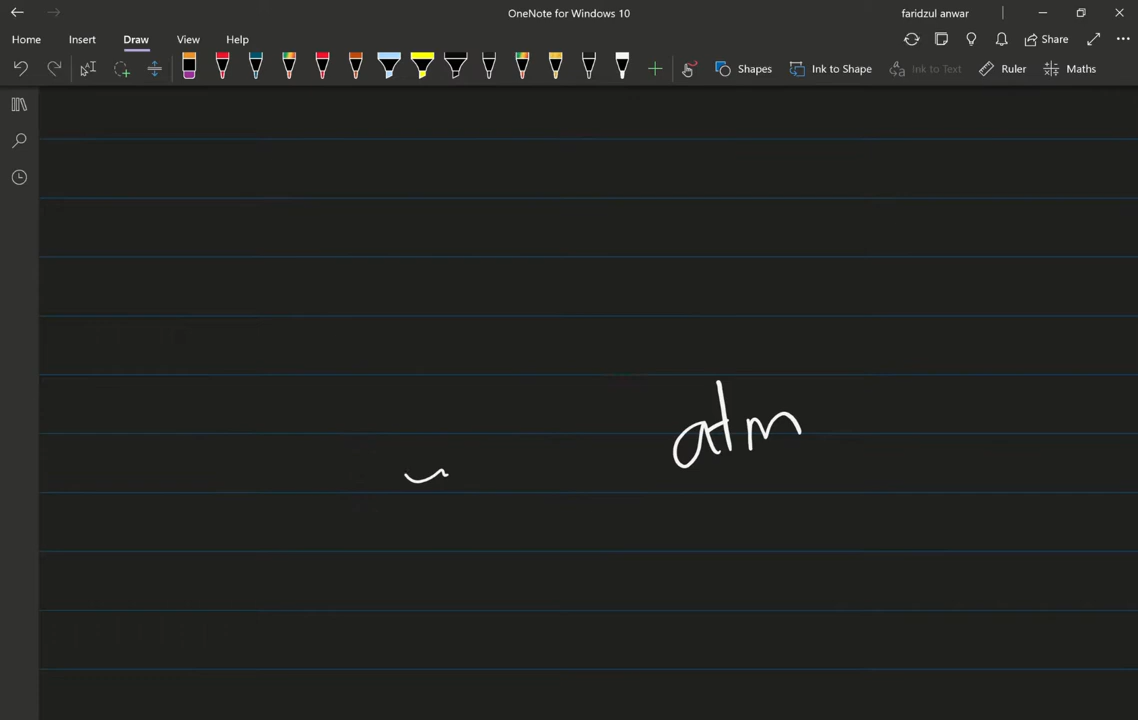 OneNote for Windows 10
faridzul anwar
Home
Insert
Draw
View
Help
Share
Shapes
Ink to Shape
Ink to Text
Ruler
Maths
atm